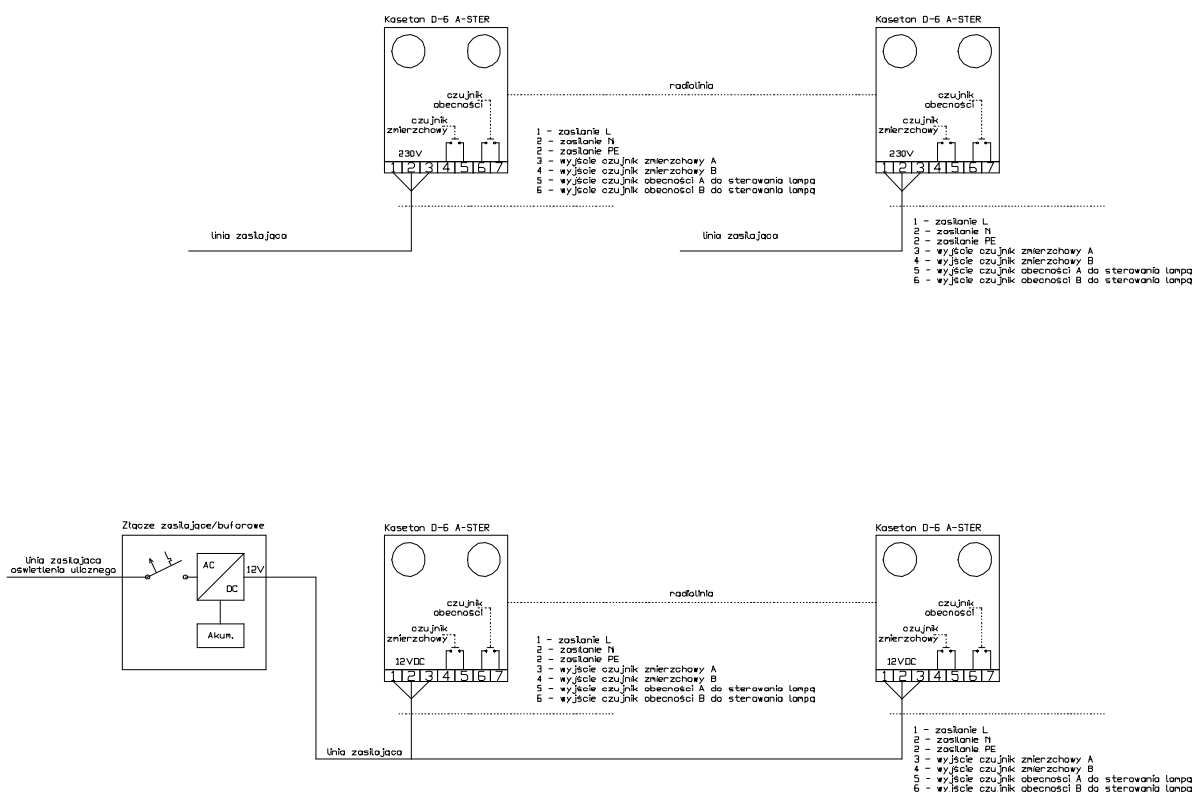 Kaseton D-6 A-STER
czujnik
obecności
czujnik
zmierzchowy
230V
1 2 3 4 5 6 7
linia zasilająca
radiolinia
1 - zasilanie L
2 - zasilanie N
2 - zasilanie PE
3 - wyjście czujnik zmierzchowy A
4 - wyjście czujnik zmierzchowy B
5 - wyjście czujnik obecności A do sterowania lampą
6 - wyjście czujnik obecności B do sterowania lampą
Kaseton D-6 A-STER
czujnik
obecności
czujnik
zmierzchowy
230V
1 2 3 4 5 6 7
linia zasilająca
1 - zasilanie L
2 - zasilanie N
2 - zasilanie PE
3 - wyjście czujnik zmierzchowy A
4 - wyjście czujnik zmierzchowy B
5 - wyjście czujnik obecności A do sterowania lampą
6 - wyjście czujnik obecności B do sterowania lampą
Złącze zasilające/buforowe
linia zasilająca
oświetlenia ulicznego
AC
DC
12V
Akum.
Kaseton D-6 A-STER
czujnik
obecności
czujnik
zmierzchowy
12VDC
1 2 3 4 5 6 7
linia zasilająca
radiolinia
1 - zasilanie L
2 - zasilanie N
2 - zasilanie PE
3 - wyjście czujnik zmierzchowy A
4 - wyjście czujnik zmierzchowy B
5 - wyjście czujnik obecności A do sterowania lampą
6 - wyjście czujnik obecności B do sterowania lampą
Kaseton D-6 A-STER
czujnik
obecności
czujnik
zmierzchowy
12VDC
1 2 3 4 5 6 7
1 - zasilanie L
2 - zasilanie N
2 - zasilanie PE
3 - wyjście czujnik zmierzchowy A
4 - wyjście czujnik zmierzchowy B
5 - wyjście czujnik obecności A do sterowania lampą
6 - wyjście czujnik obecności B do sterowania lampą